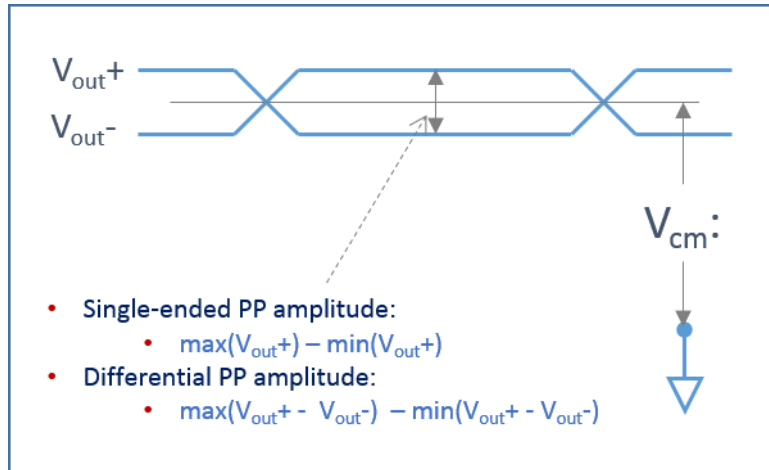 Vout+
Vout-
Vcm:
• Single-ended PP amplitude:
• max(Vout+) – min(Vout+)
• Differential PP amplitude:
• max(Vout+ - Vout-) – min(Vout+ - Vout-)